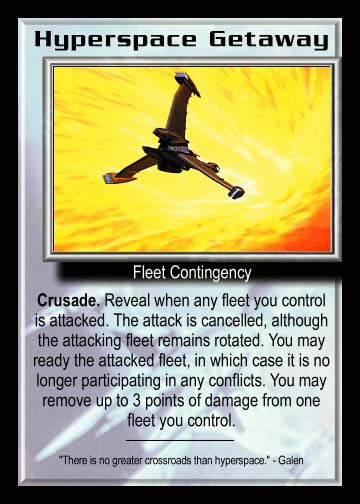 Hyperspace Getaway
Fleet Contingency
Crusade. Reveal when any fleet you control
is attacked. The attack is cancelled, although
the attacking fleet remains rotated. You may
ready the attacked fleet, in which case it is no
longer participating in any conflicts. You may
remove up to 3 points of damage from one
fleet you control.
"There is no greater crossroads than hyperspace." - Galen